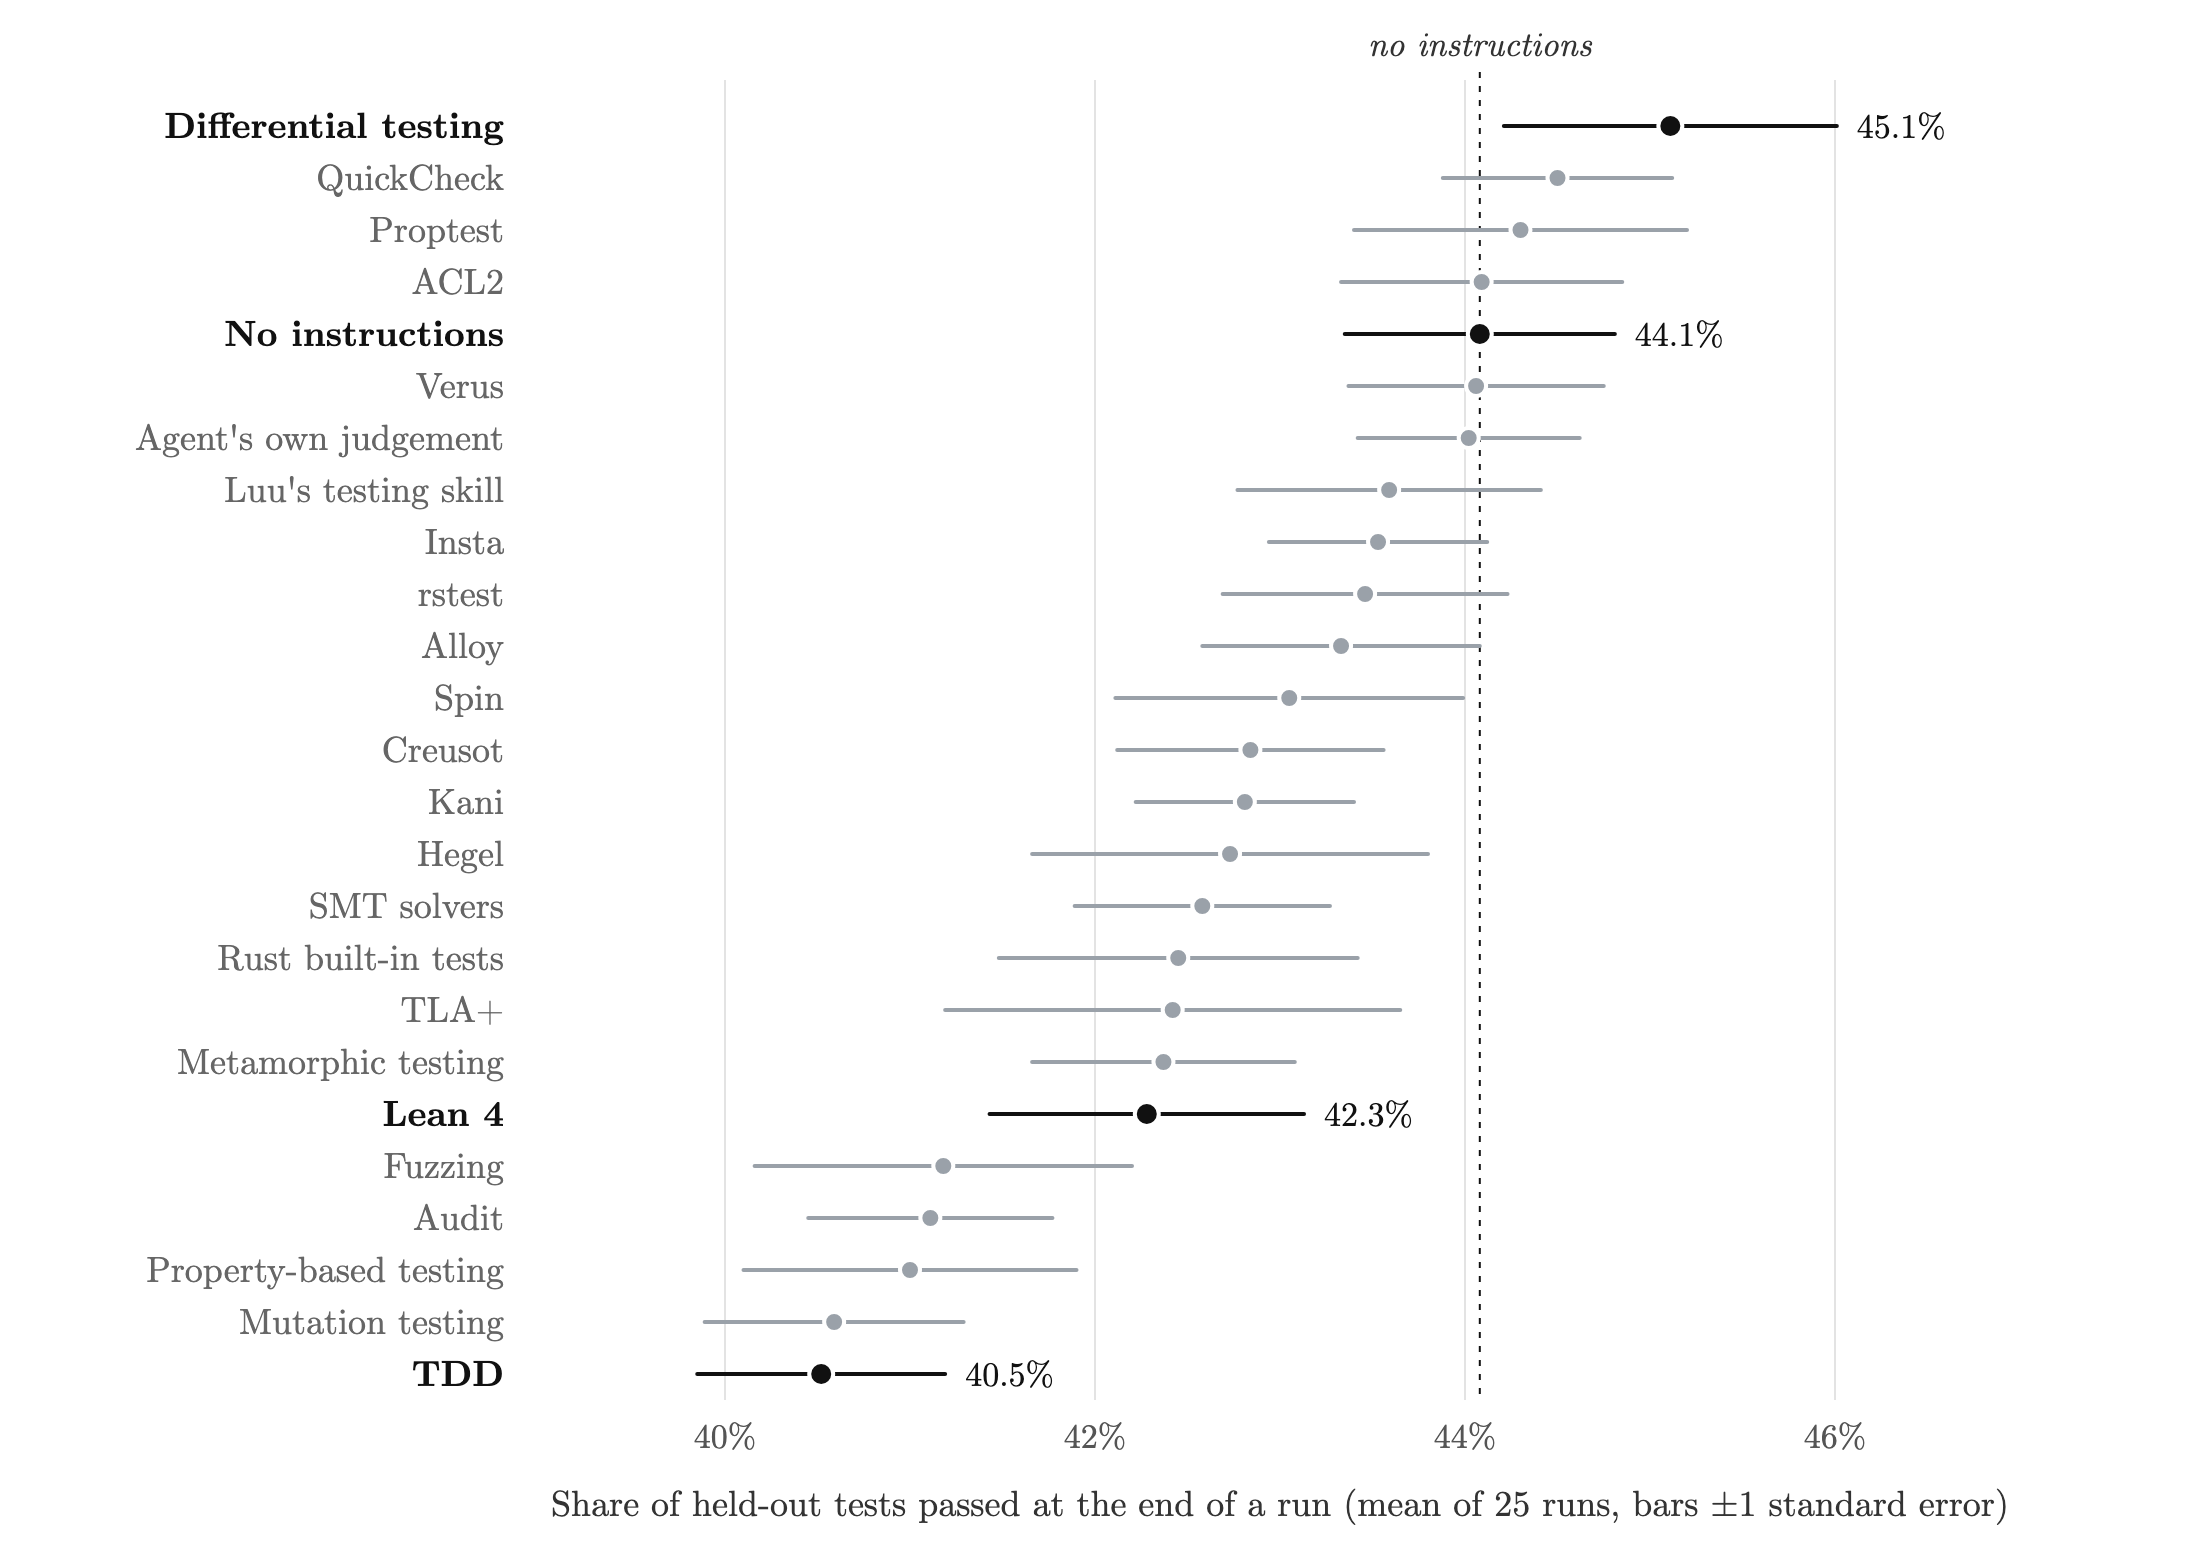 no instructions
Differential testing 45.1%
QuickCheck
Proptest
ACL2
No instructions 44.1%
Verus
Agent's own judgement
Luu's testing skill
Insta
rstest
Alloy
Spin
Creusot
Kani
Hegel
SMT solvers
Rust built-in tests
TLA+
Metamorphic testing
Lean 4 42.3%
Fuzzing
Audit
Property-based testing
Mutation testing
TDD 40.5%
40% 42% 44% 46%
Share of held-out tests passed at the end of a run (mean of 25 runs, bars ±1 standard error)